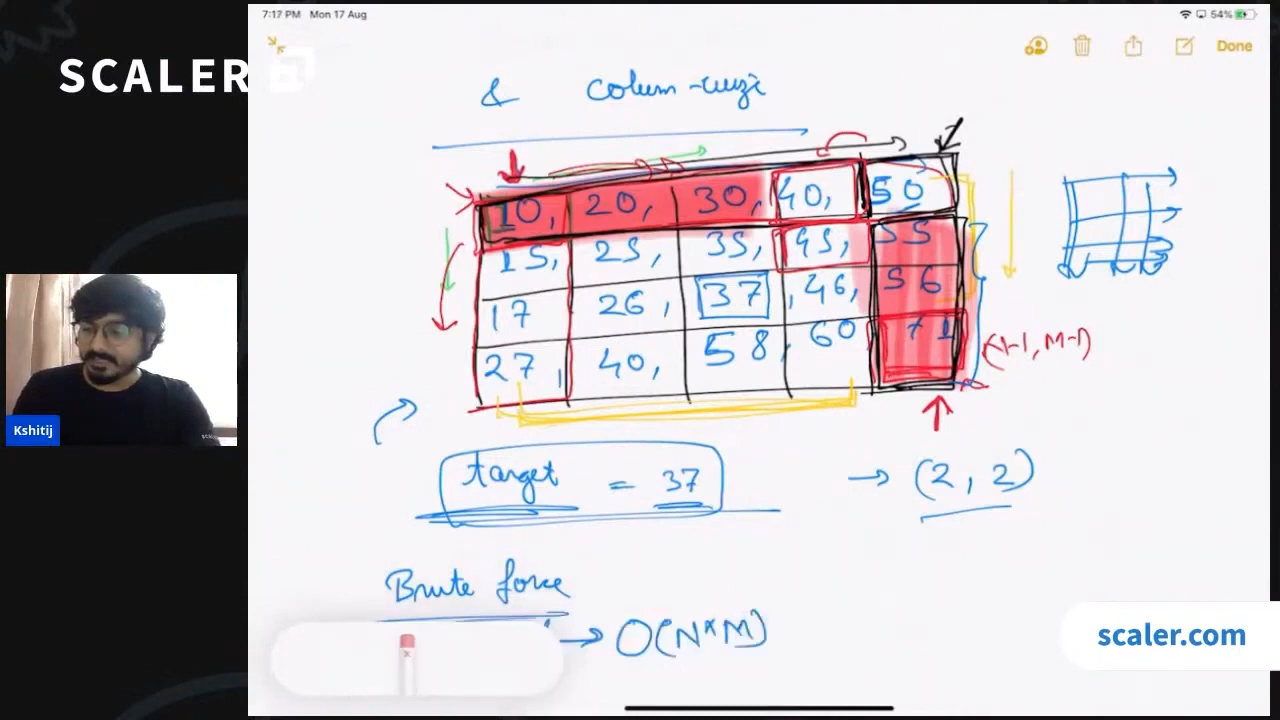 7:17 PM Mon 17 Aug
54%
SCALER
Done
& colum-wise
10, 20, 30, 40, 50
15, 25, 35, 45, 55
17 26, 37, 46, 56
27, 40, 58, 60 71
(N-1, M-1)
target = 37 → (2, 2)
Kshitij
Brute force
→ O(N*M)
scaler.com